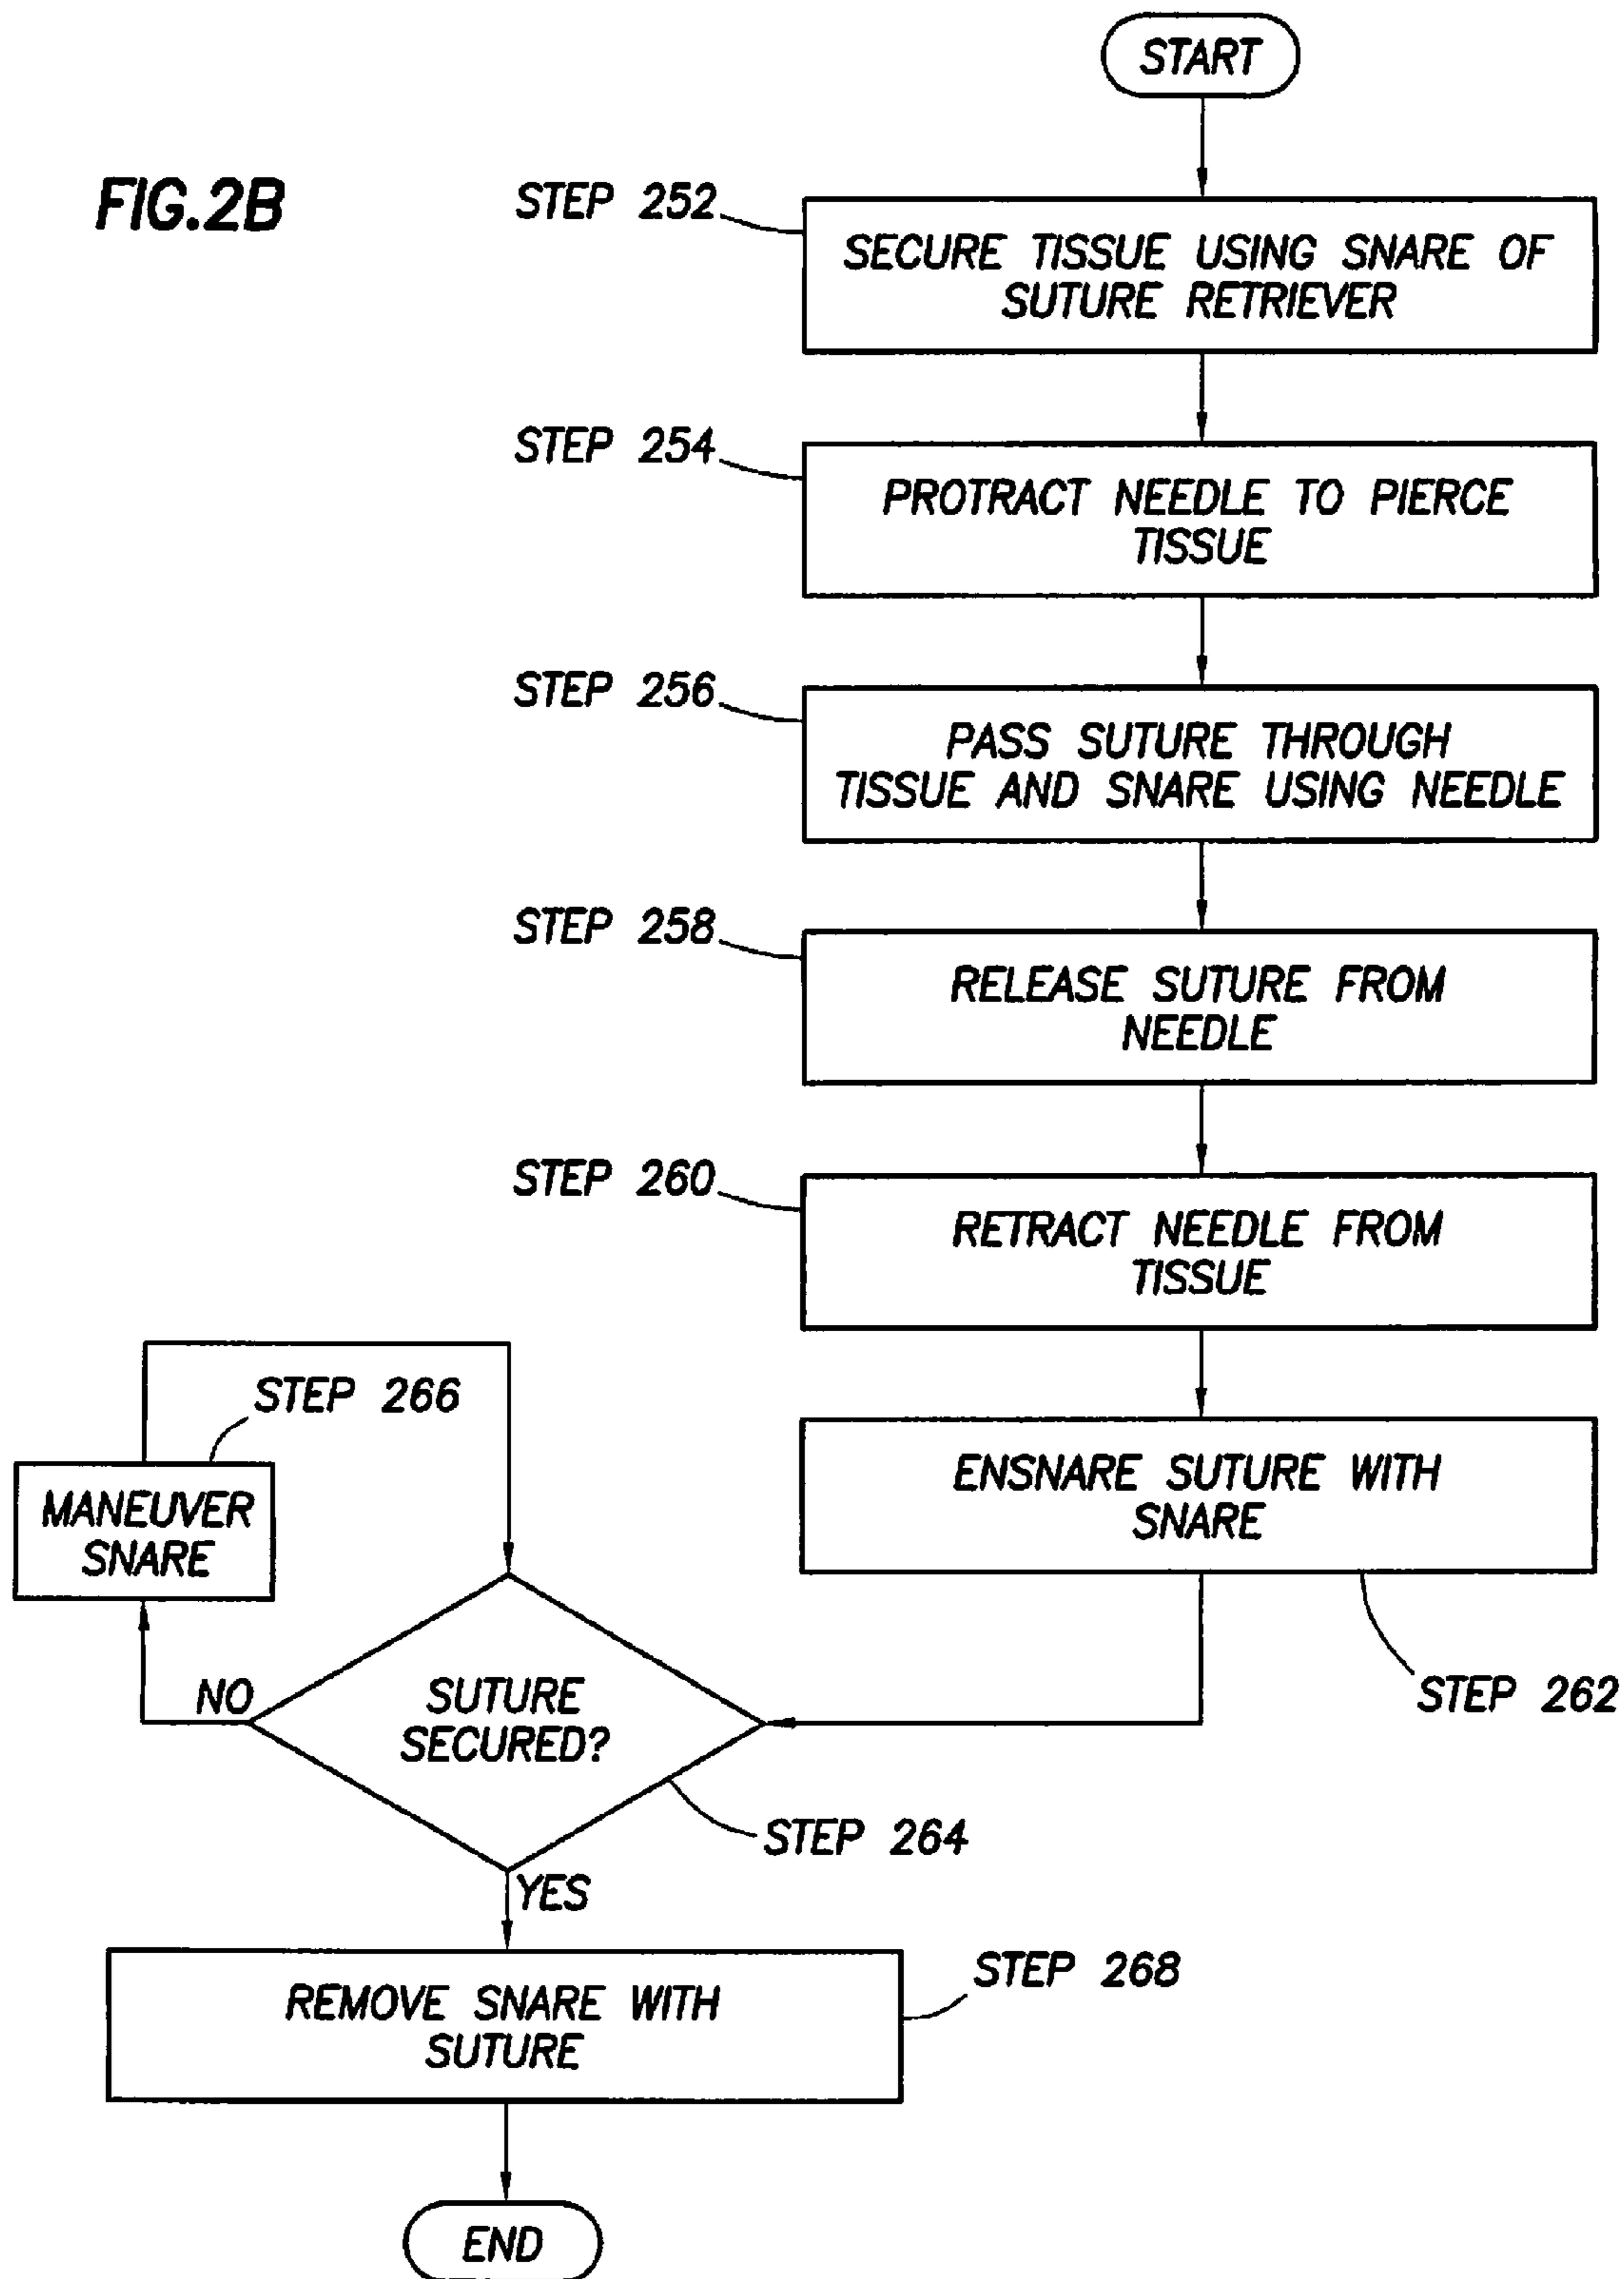 START
FIG.2B
STEP 252
SECURE TISSUE USING SNARE OF
SUTURE RETRIEVER
STEP 254
PROTRACT NEEDLE TO PIERCE
TISSUE
STEP 256
PASS SUTURE THROUGH
TISSUE AND SNARE USING NEEDLE
STEP 258
RELEASE SUTURE FROM
NEEDLE
STEP 260
RETRACT NEEDLE FROM
TISSUE
ENSNARE SUTURE WITH
SNARE
STEP 262
STEP 266
MANEUVER
SNARE
NO
SUTURE
SECURED?
STEP 264
YES
REMOVE SNARE WITH
SUTURE
STEP 268
END